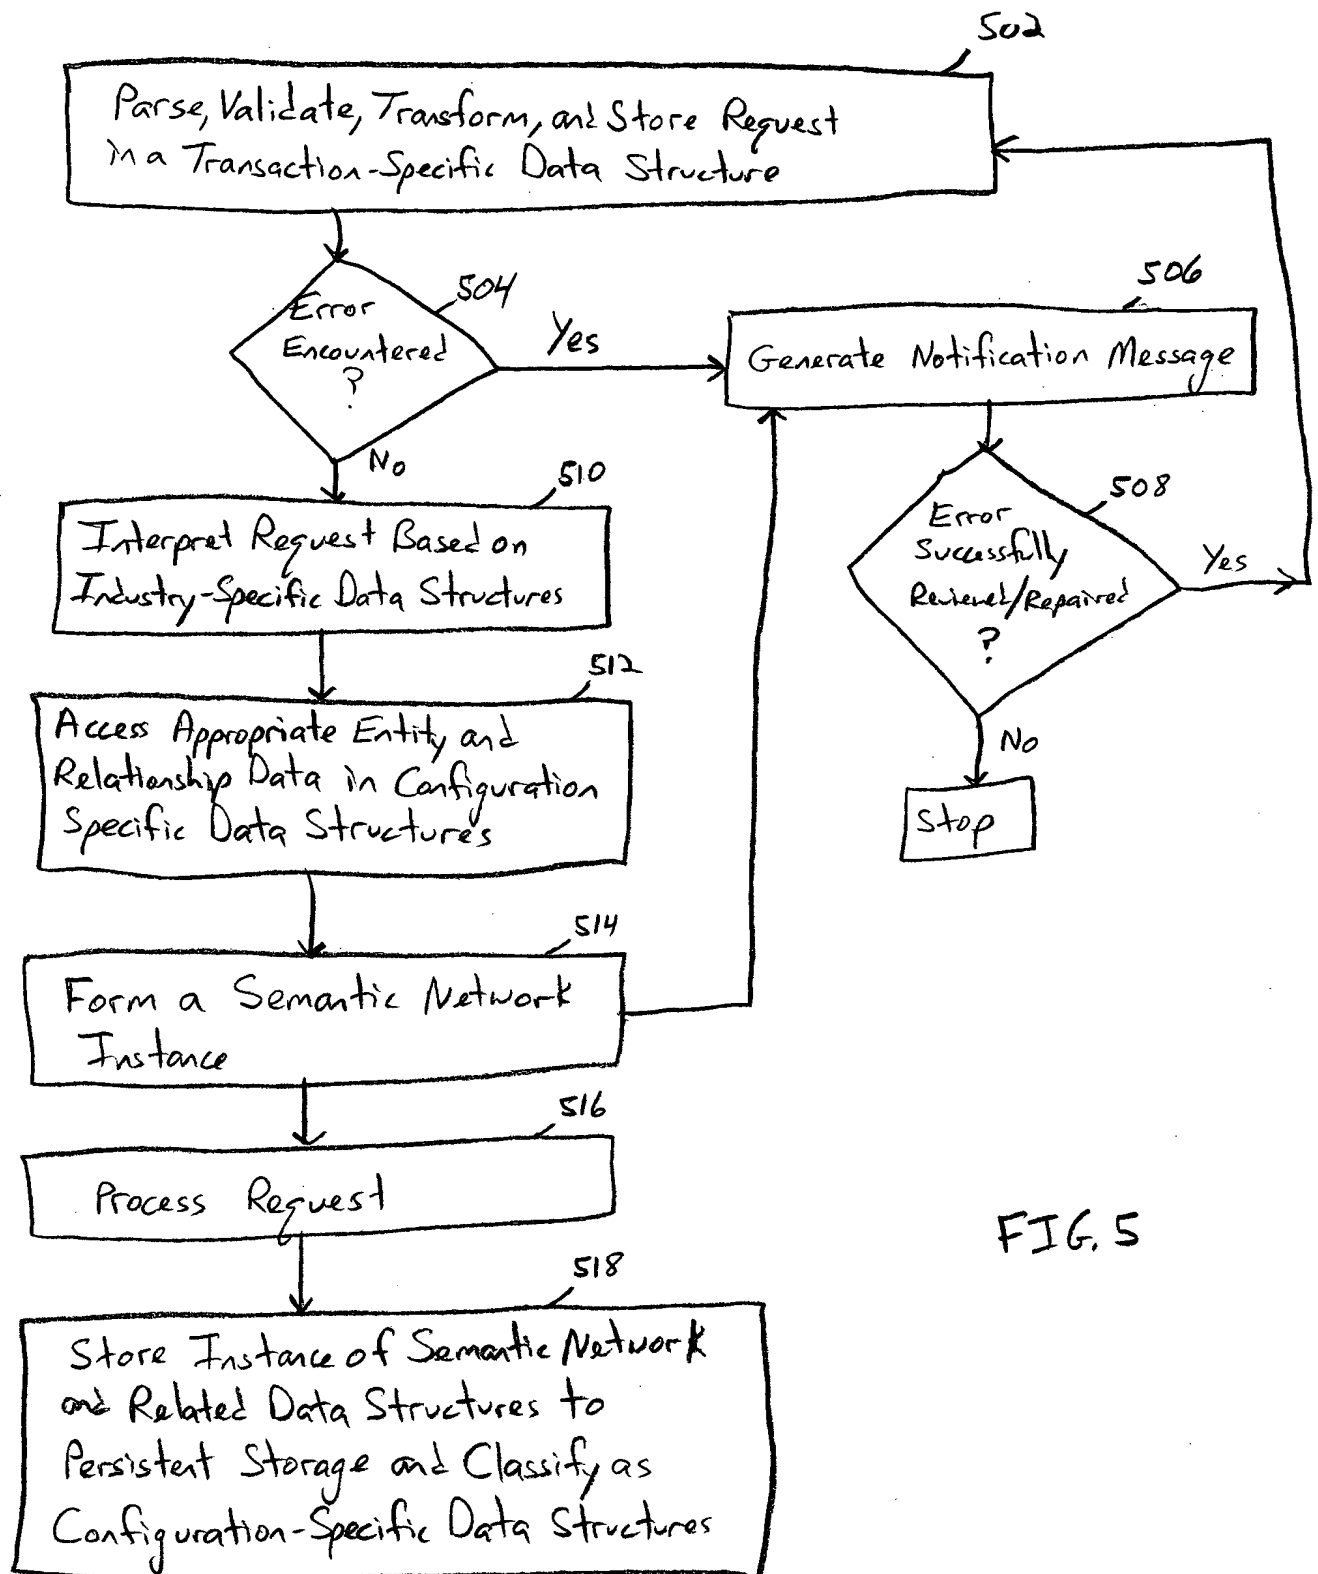 502
Parse, Validate, Transform, and Store Request
in a Transaction-Specific Data Structure
504
Error
Encountered
?
Yes
No
506
Generate Notification Message
508
Error
Successfully
Reviewed/Repaired
?
Yes
No
Stop
510
Interpret Request Based on
Industry-Specific Data Structures
512
Access Appropriate Entity and
Relationship Data in Configuration
Specific Data Structures
514
Form a Semantic Network
Instance
516
Process Request
518
Store Instance of Semantic Network
and Related Data Structures to
Persistent Storage and Classify as
Configuration-Specific Data Structures
FIG. 5